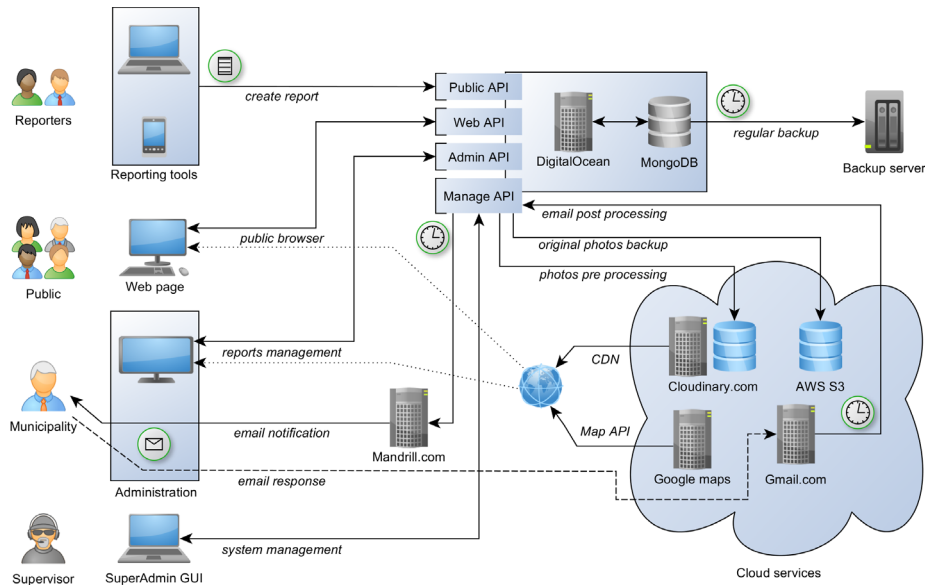 Reporters
Reporting tools
create report
Public API
Web API
Admin API
Manage API
DigitalOcean
MongoDB
regular backup
Backup server
Public
Web page
public browser
email post processing
original photos backup
photos pre processing
Municipality
Administration
reports management
email notification
email response
Mandrill.com
CDN
Map API
Cloudinary.com
AWS S3
Google maps
Gmail.com
Cloud services
Supervisor
SuperAdmin GUI
system management